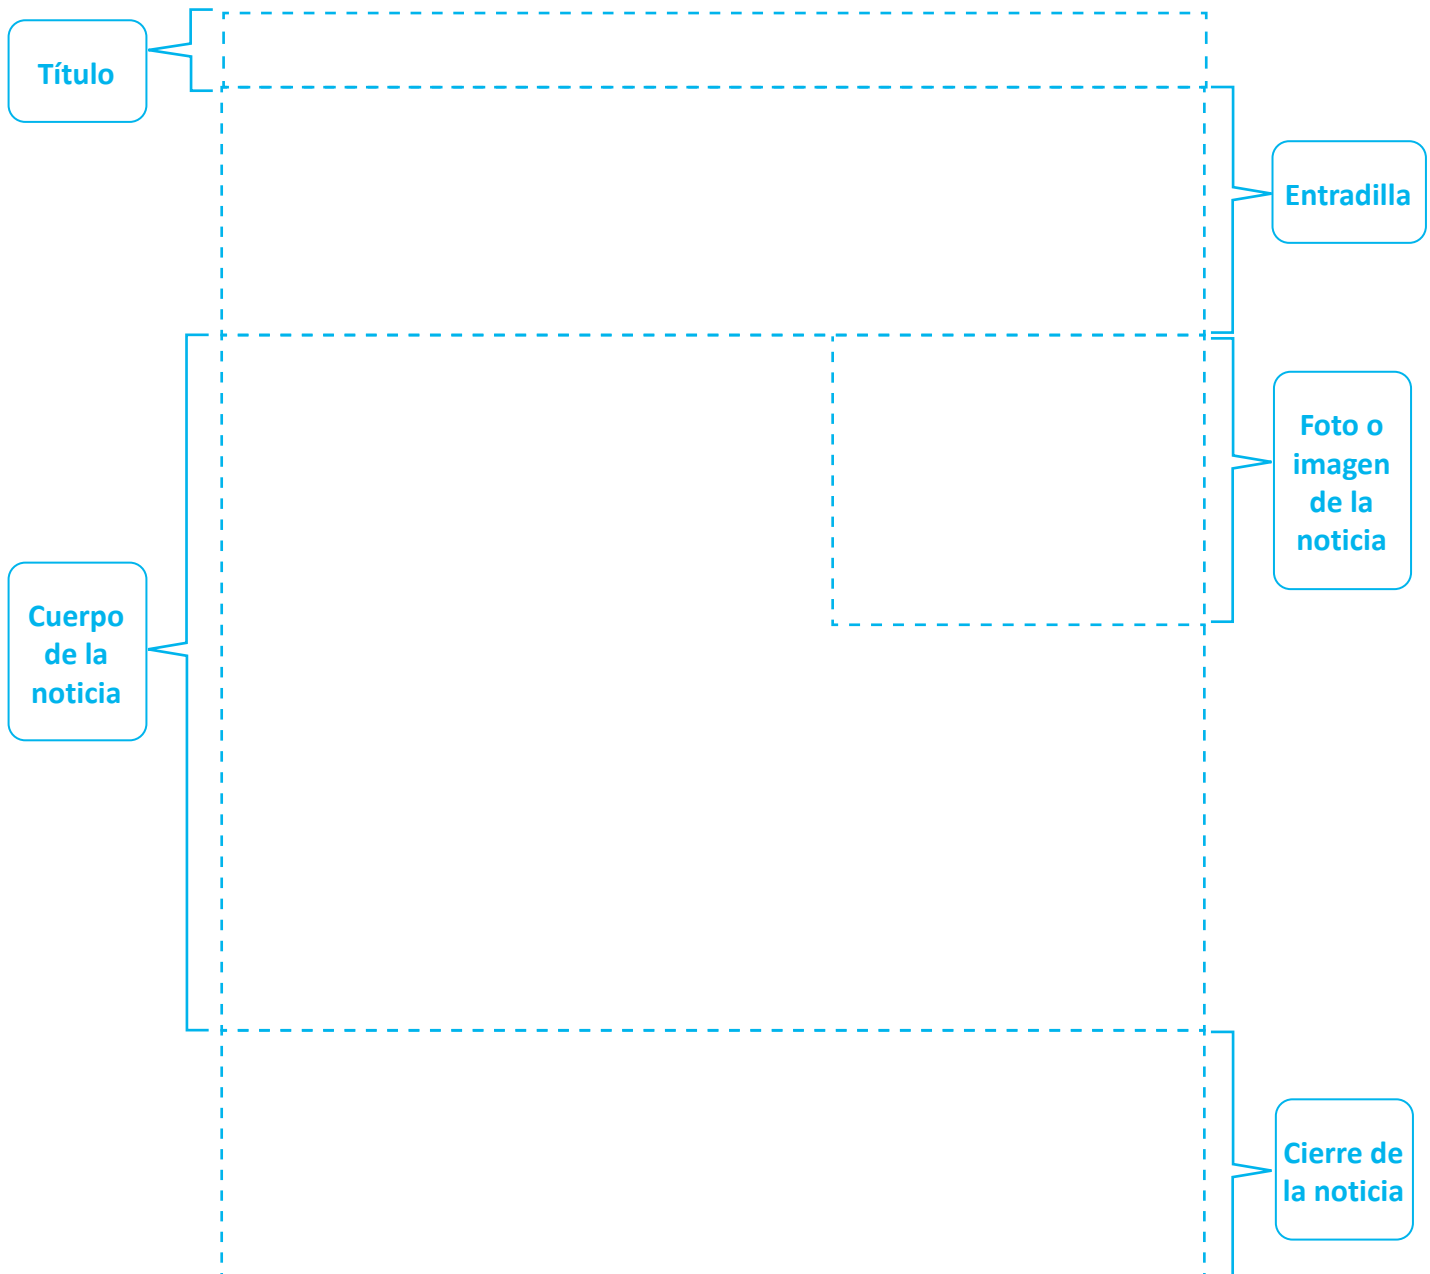 Título
Entradilla
Foto o
imagen
de la
noticia
Cuerpo
de la
noticia
Cierre de
la noticia